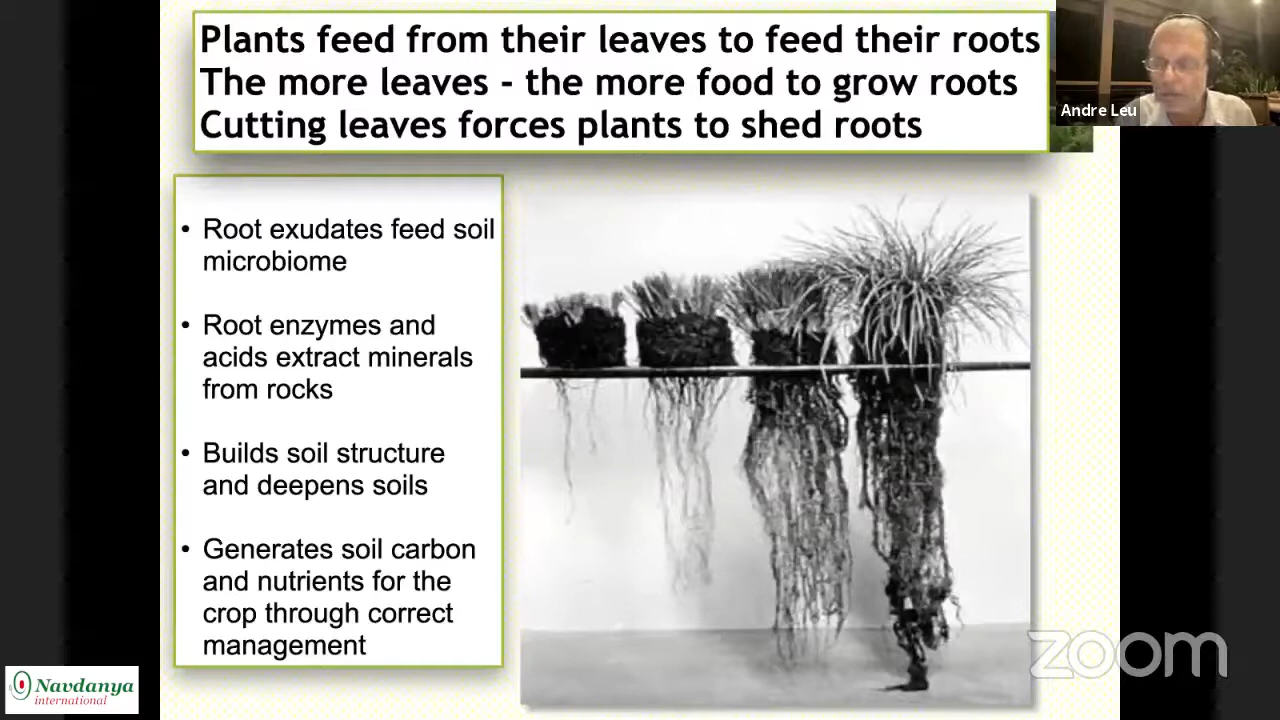 Plants feed from their leaves to feed their roots
The more leaves - the more food to grow roots
Cutting leaves forces plants to shed roots
Andre Leu
• Root exudates feed soil
microbiome
• Root enzymes and
acids extract minerals
from rocks
• Builds soil structure
and deepens soils
• Generates soil carbon
and nutrients for the
crop through correct
management
zoom
Navdanya
international